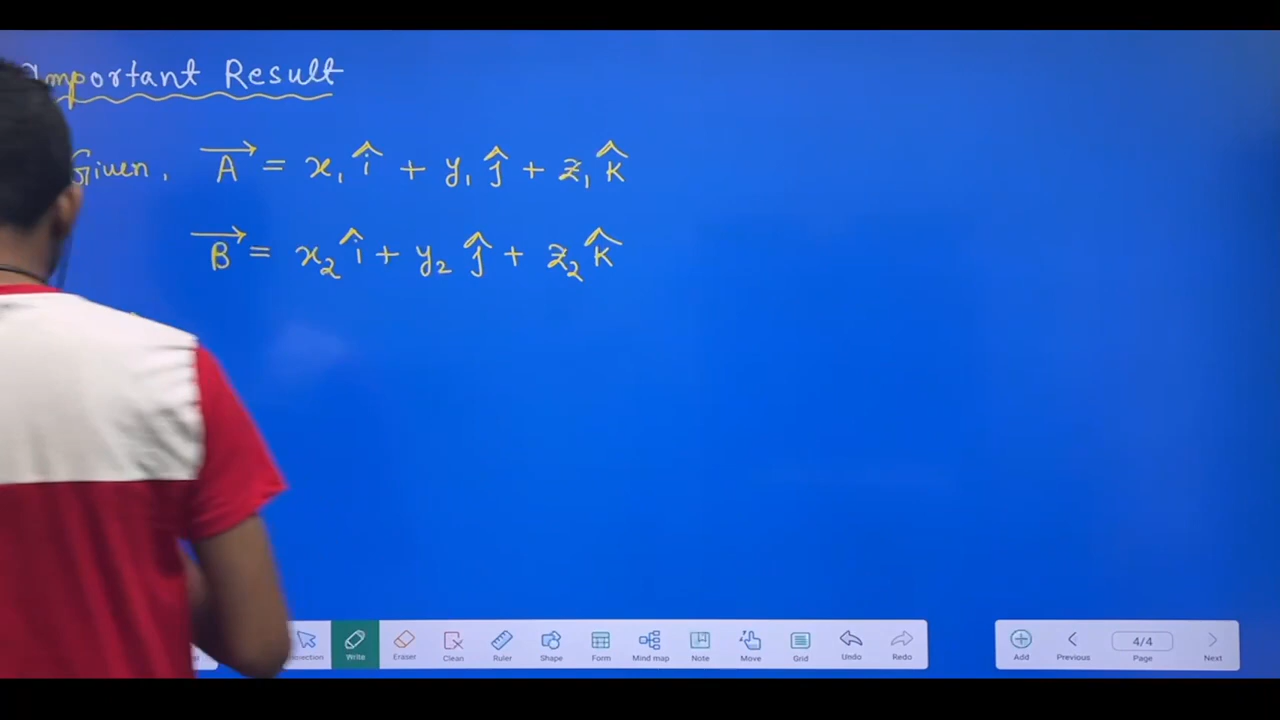 Important Result
Given, A = x₁ î + y₁ ĵ + z₁ k̂
B = x₂ î + y₂ ĵ + z₂ k̂
Write
Eraser
Clean
Ruler
Shape
Form
Mind map
Note
Move
Grid
Undo
Redo
Add
Previous
4/4
Page
Next